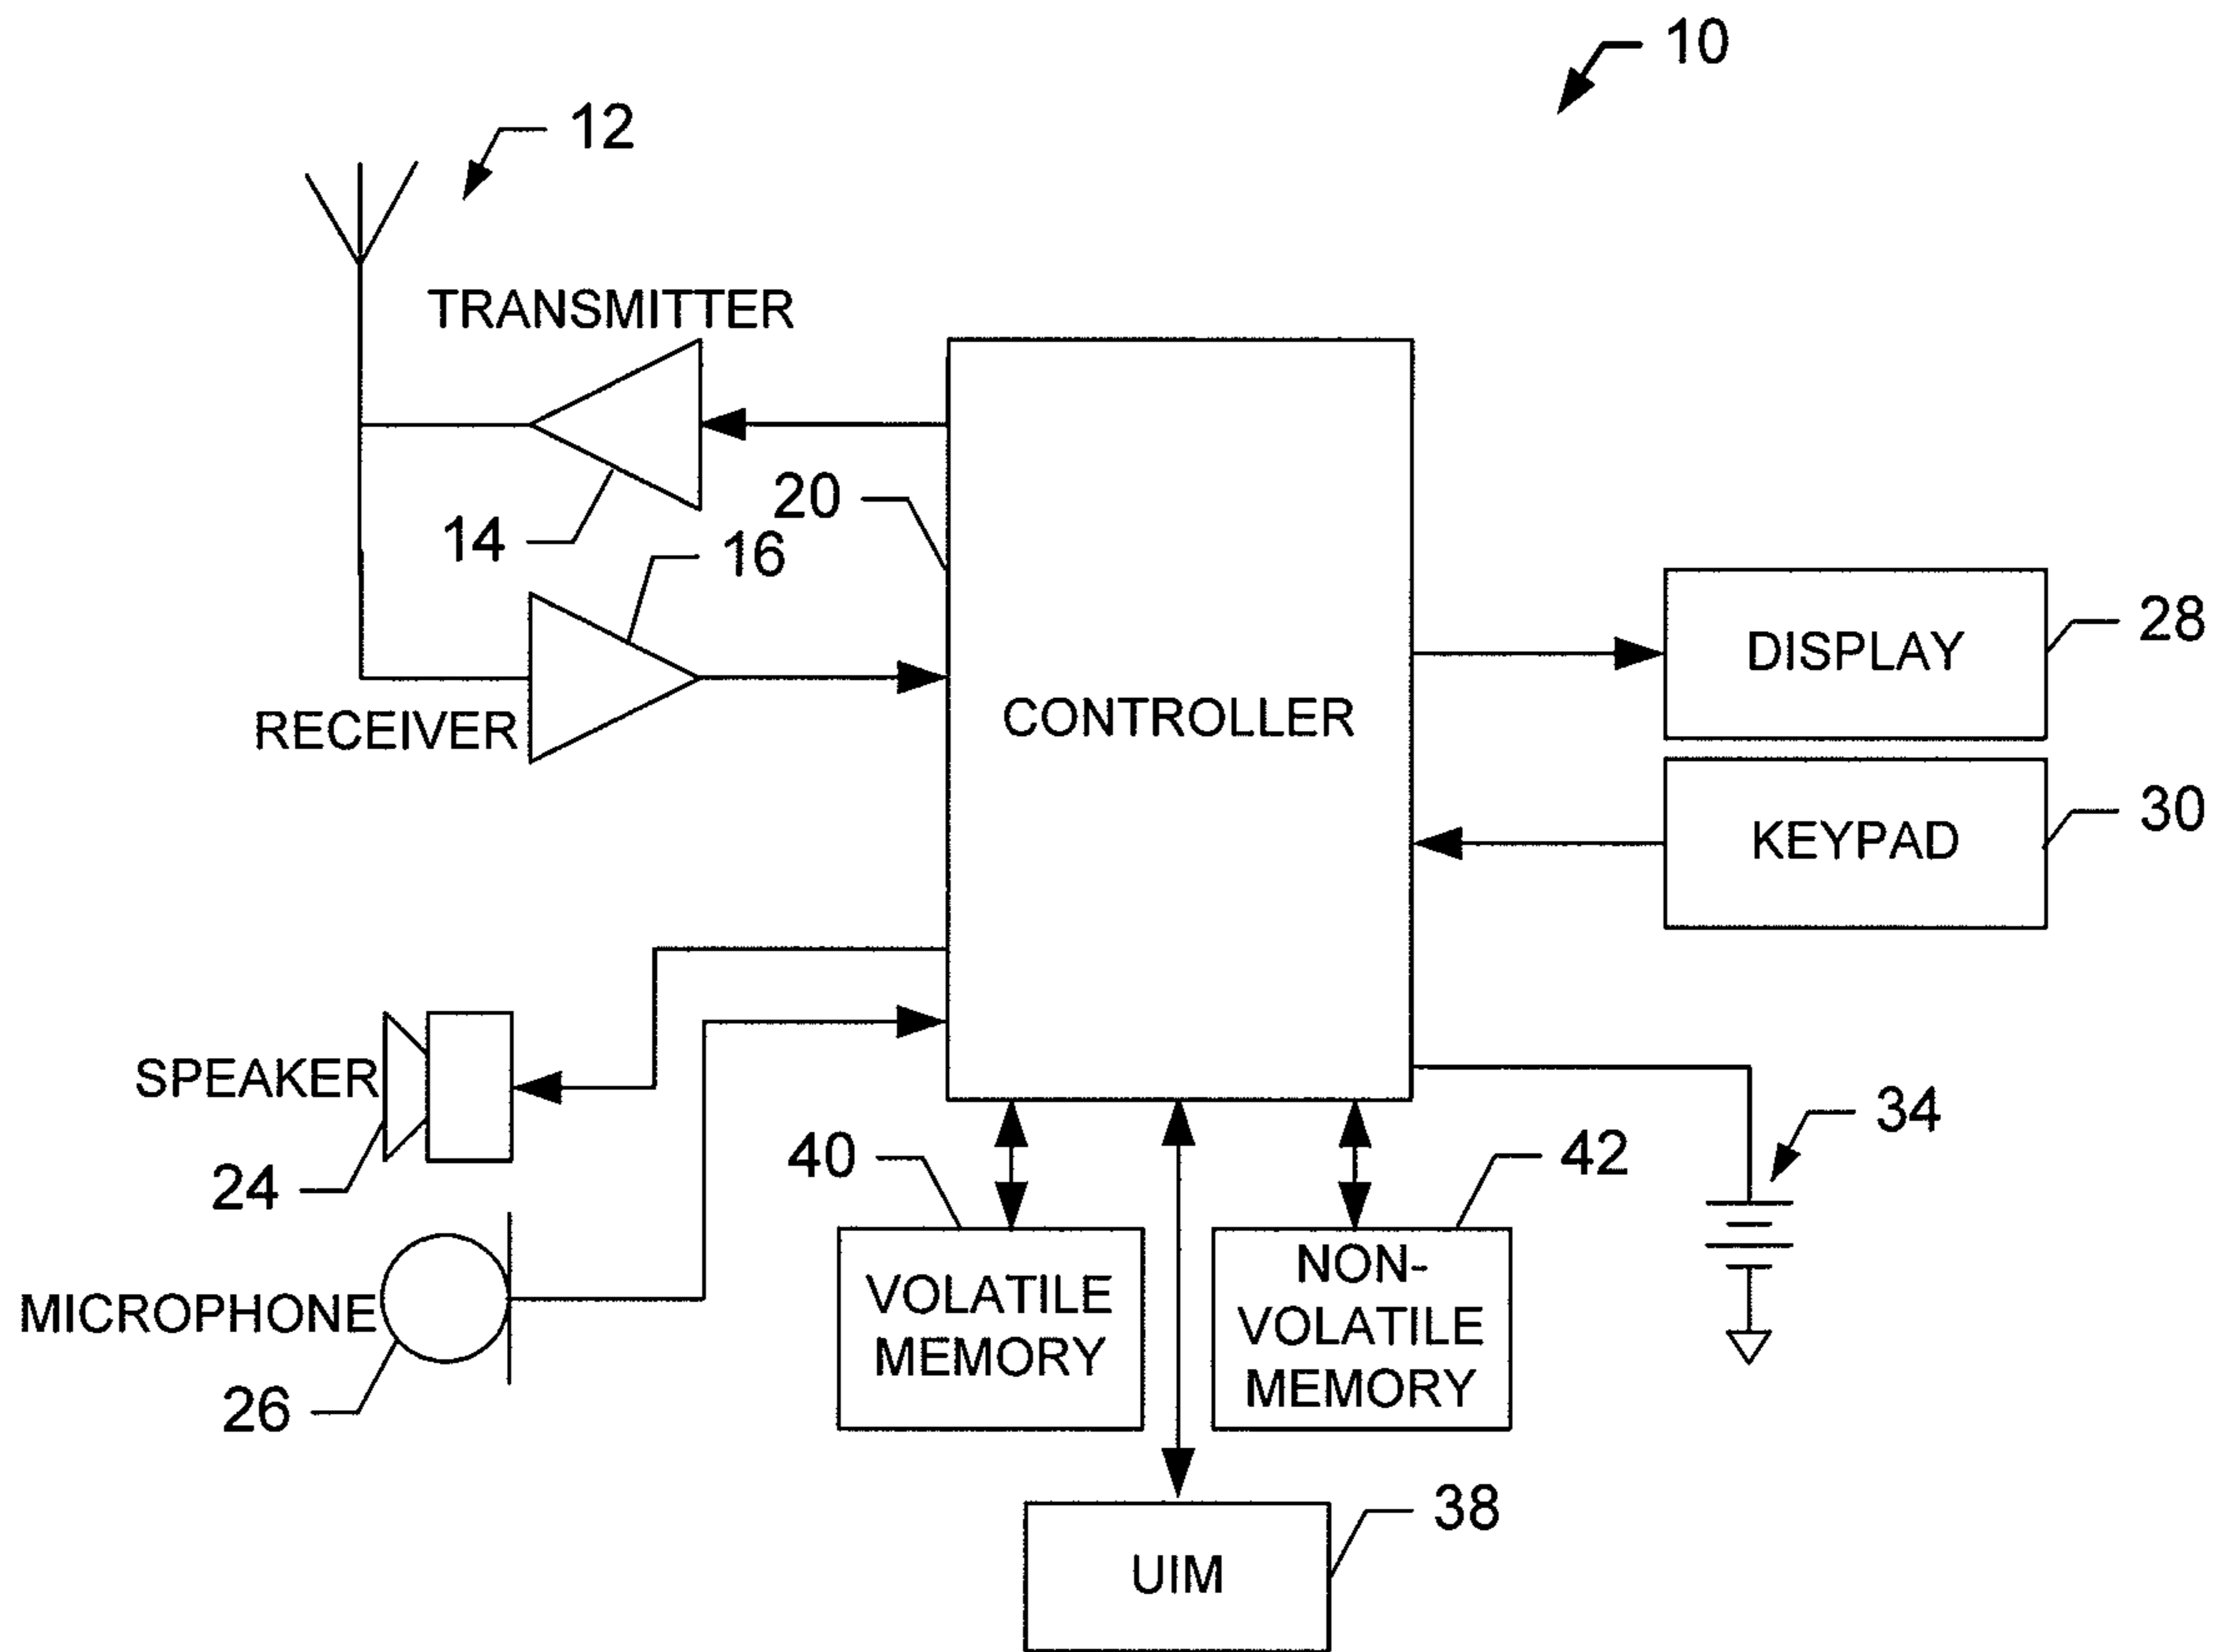 10
12
TRANSMITTER
14
20
16
RECEIVER
CONTROLLER
DISPLAY
28
KEYPAD
30
SPEAKER
24
MICROPHONE
26
40
VOLATILE
MEMORY
42
NON-
VOLATILE
MEMORY
34
38
UIM